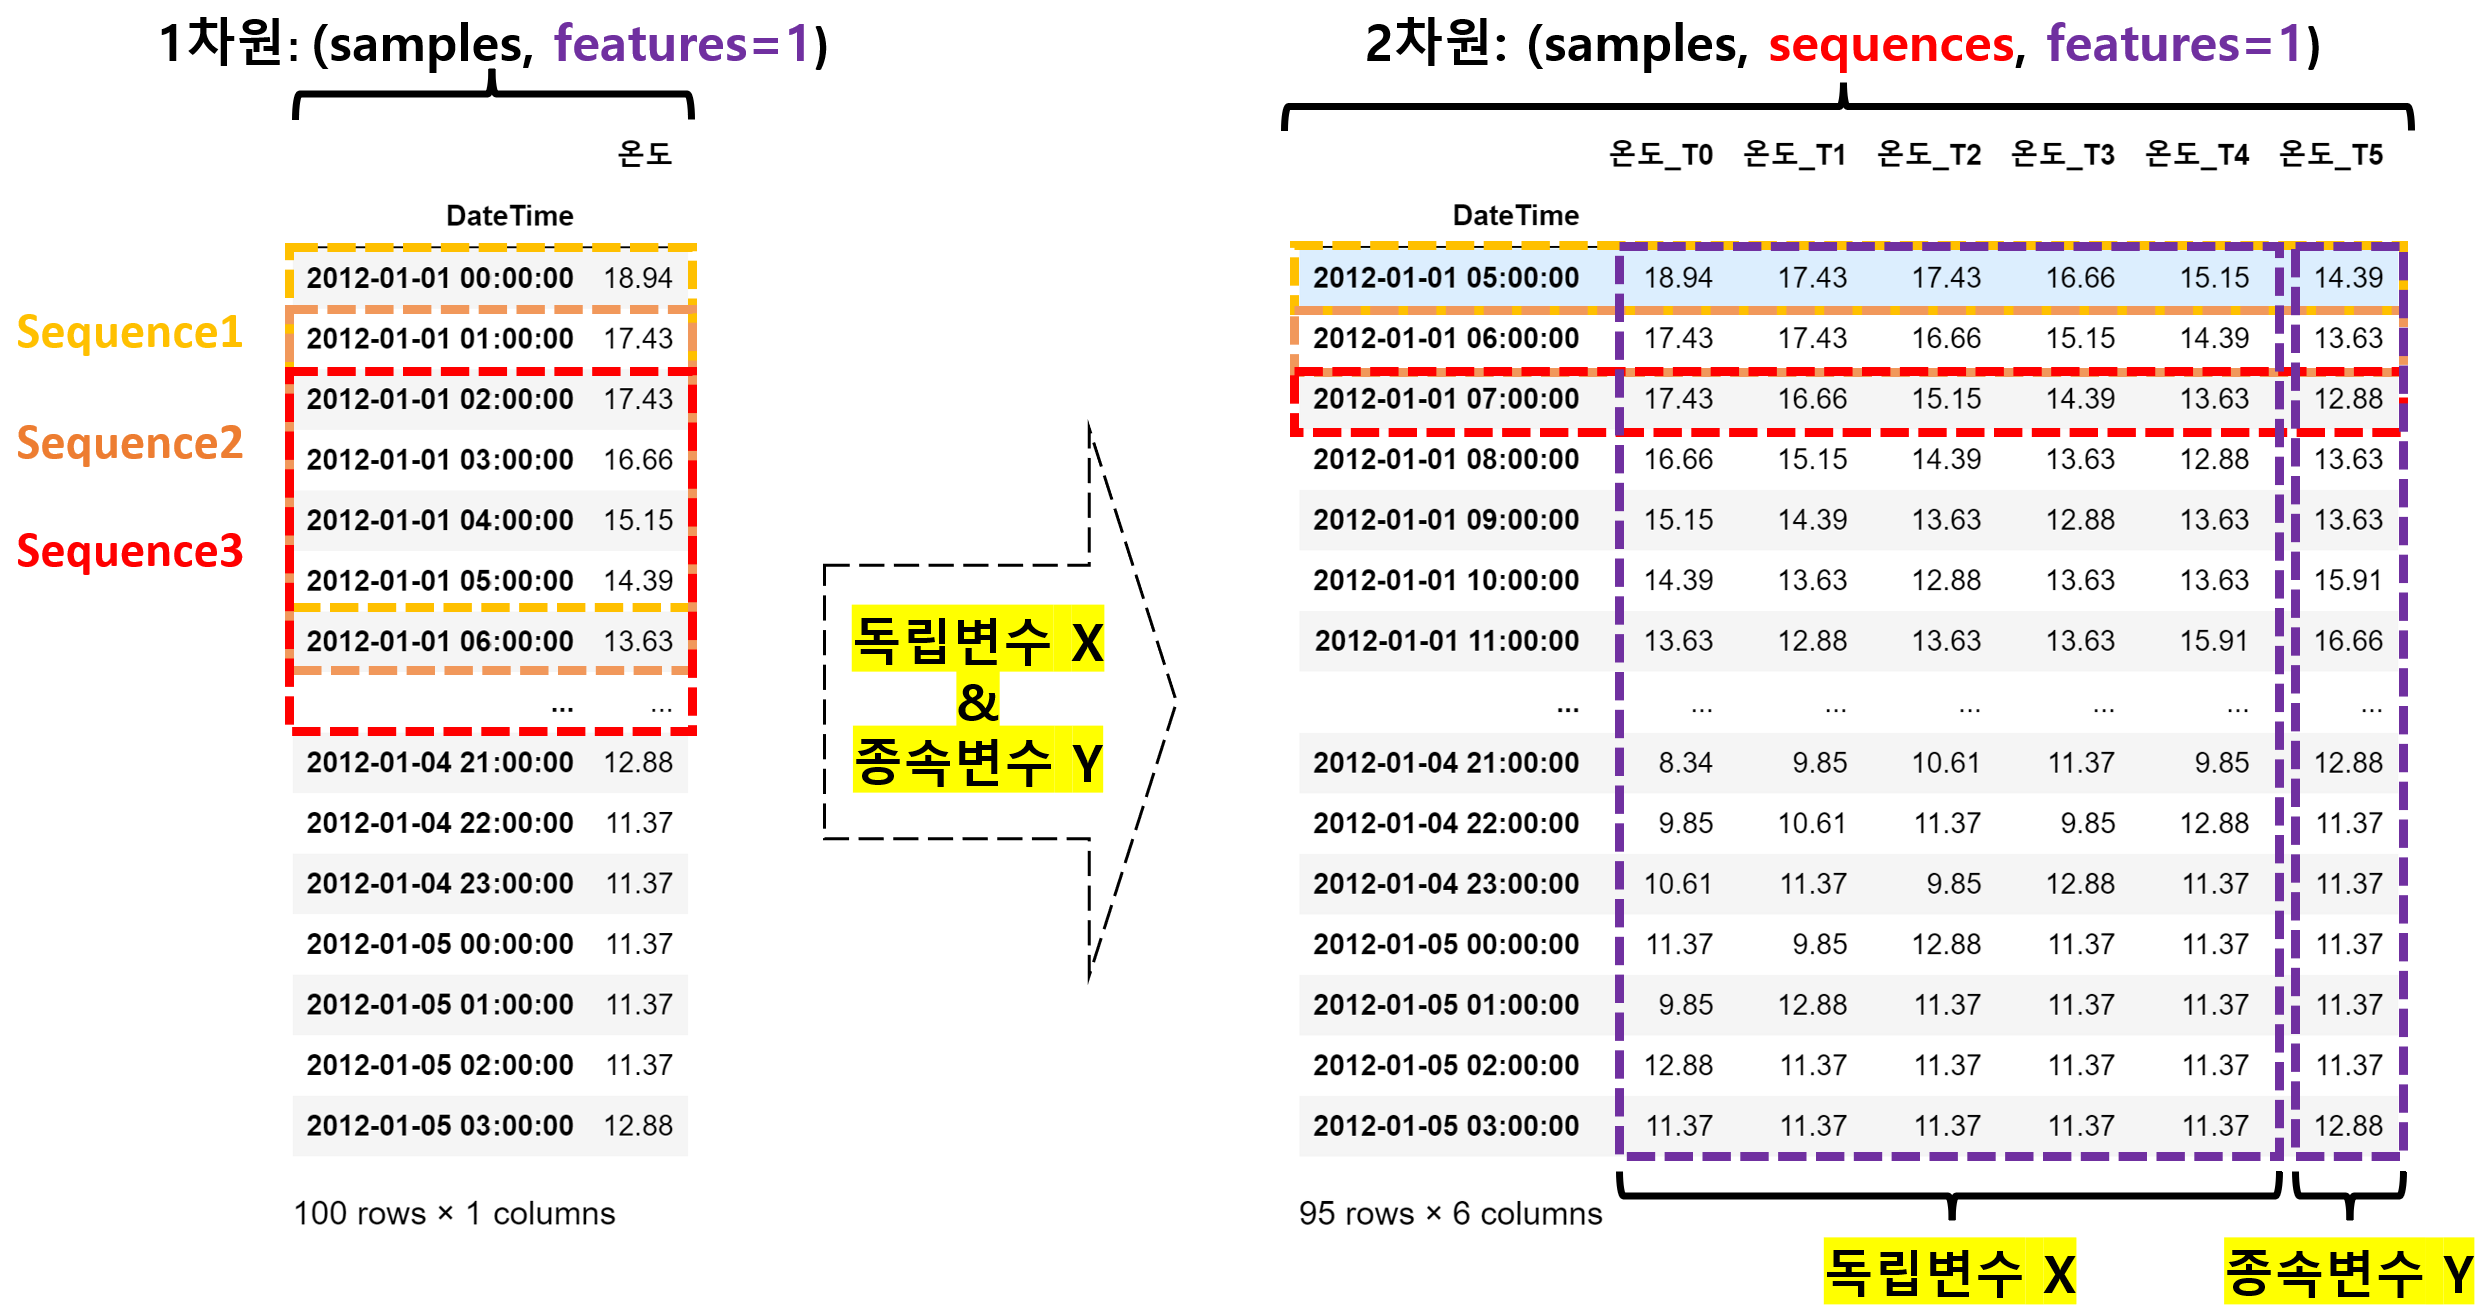 1차원: (samples, features=1)
온도
DateTime
2012-01-01 00:00:00 18.94
2012-01-01 01:00:00 17.43
2012-01-01 02:00:00 17.43
2012-01-01 03:00:00 16.66
2012-01-01 04:00:00 15.15
2012-01-01 05:00:00 14.39
2012-01-01 06:00:00 13.63
... ...
2012-01-04 21:00:00 12.88
2012-01-04 22:00:00 11.37
2012-01-04 23:00:00 11.37
2012-01-05 00:00:00 11.37
2012-01-05 01:00:00 11.37
2012-01-05 02:00:00 11.37
2012-01-05 03:00:00 12.88
100 rows × 1 columns
Sequence1
Sequence2
Sequence3
독립변수 X
&
종속변수 Y
2차원: (samples, sequences, features=1)
온도_T0 온도_T1 온도_T2 온도_T3 온도_T4 온도_T5
DateTime
2012-01-01 05:00:00 18.94 17.43 17.43 16.66 15.15 14.39
2012-01-01 06:00:00 17.43 17.43 16.66 15.15 14.39 13.63
2012-01-01 07:00:00 17.43 16.66 15.15 14.39 13.63 12.88
2012-01-01 08:00:00 16.66 15.15 14.39 13.63 12.88 13.63
2012-01-01 09:00:00 15.15 14.39 13.63 12.88 13.63 13.63
2012-01-01 10:00:00 14.39 13.63 12.88 13.63 13.63 15.91
2012-01-01 11:00:00 13.63 12.88 13.63 13.63 15.91 16.66
... ... ... ... ... ... ...
2012-01-04 21:00:00 8.34 9.85 10.61 11.37 9.85 12.88
2012-01-04 22:00:00 9.85 10.61 11.37 9.85 12.88 11.37
2012-01-04 23:00:00 10.61 11.37 9.85 12.88 11.37 11.37
2012-01-05 00:00:00 11.37 9.85 12.88 11.37 11.37 11.37
2012-01-05 01:00:00 9.85 12.88 11.37 11.37 11.37 11.37
2012-01-05 02:00:00 12.88 11.37 11.37 11.37 11.37 11.37
2012-01-05 03:00:00 11.37 11.37 11.37 11.37 11.37 12.88
95 rows × 6 columns
독립변수 X
종속변수 Y